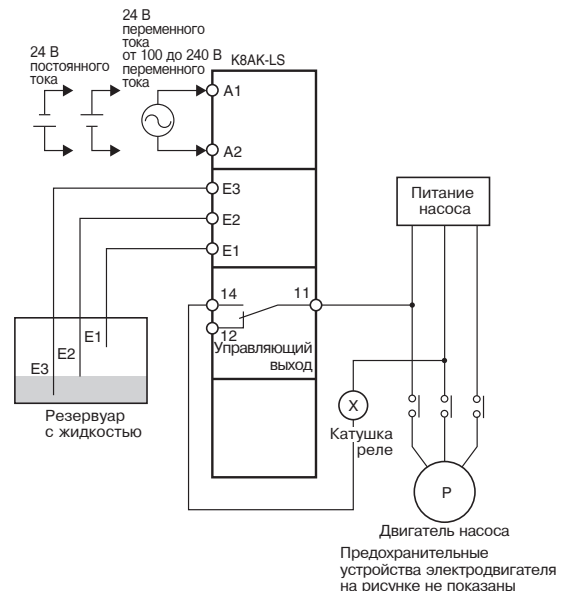 24 В
переменного
тока
от 100 до 240 В
переменного
тока
24 В
постоянного
тока
K8AK-LS
A1
A2
E3
E2
E1
Питание
насоса
14
11
12
Управляющий
выход
E1
E2
E3
Резервуар
с жидкостью
X
Катушка
реле
P
Двигатель насоса
Предохранительные
устройства электродвигателя
на рисунке не показаны